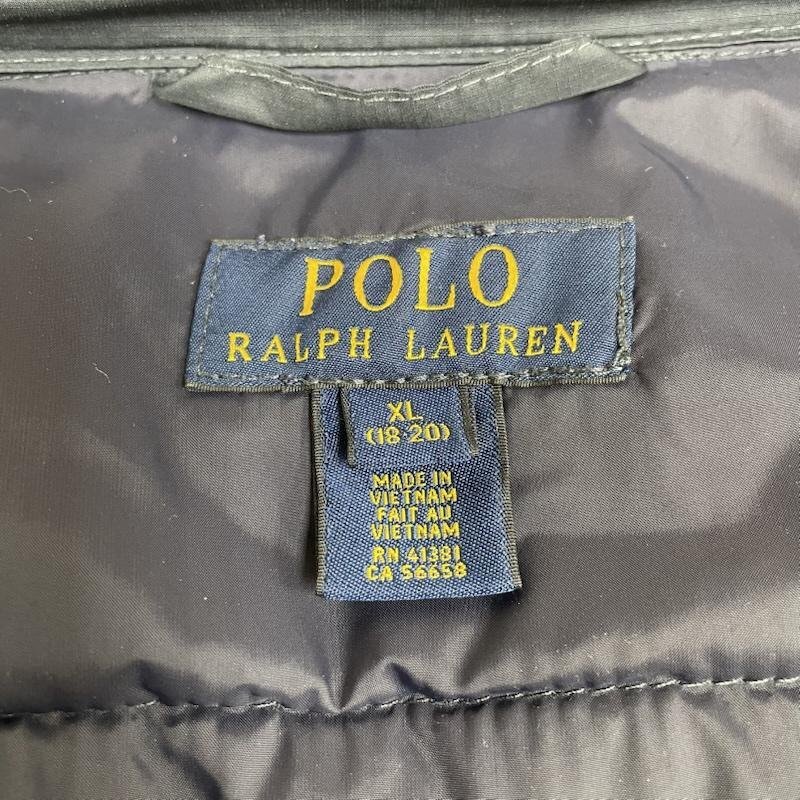 POLO
RALPH LAUREN
XL
(18-20)
MADE IN
VIETNAM
FAIT AU
VIETNAM
RN 41381
CA 56658